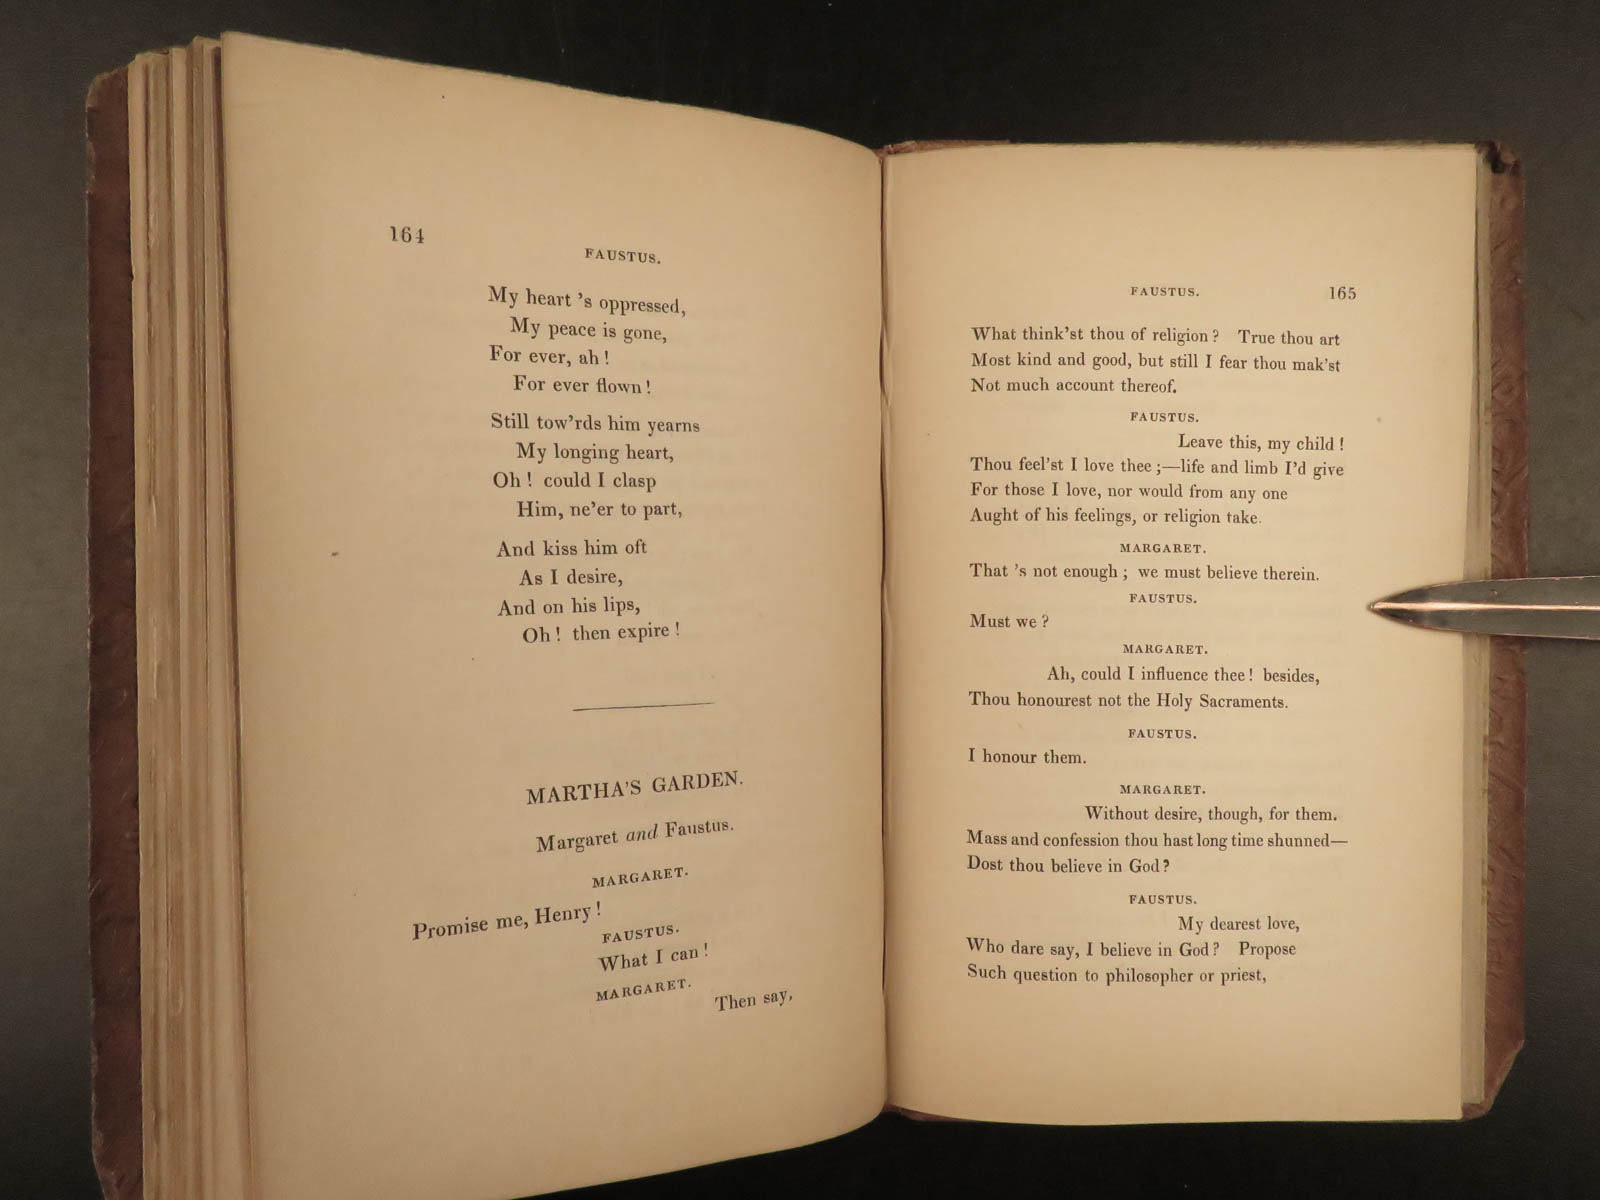 164
FAUSTUS.
My heart 's oppressed,
My peace is gone,
For ever, ah!
For ever flown!
Still tow'rds him yearns
My longing heart,
Oh! could I clasp
Him, ne'er to part,
And kiss him oft
As I desire,
And on his lips,
Oh! then expire!
MARTHA'S GARDEN.
Margaret and Faustus.
MARGARET.
Promise me, Henry!
FAUSTUS.
What I can!
MARGARET.
Then say,
FAUSTUS. 165
What think'st thou of religion? True thou art
Most kind and good, but still I fear thou mak'st
Not much account thereof.
FAUSTUS.
Leave this, my child!
Thou feel'st I love thee;—life and limb I'd give
For those I love, nor would from any one
Aught of his feelings, or religion take.
MARGARET.
That 's not enough; we must believe therein.
FAUSTUS.
Must we?
MARGARET.
Ah, could I influence thee! besides,
Thou honourest not the Holy Sacraments.
FAUSTUS.
I honour them.
MARGARET.
Without desire, though, for them.
Mass and confession thou hast long time shunned—
Dost thou believe in God?
FAUSTUS.
My dearest love,
Who dare say, I believe in God? Propose
Such question to philosopher or priest,